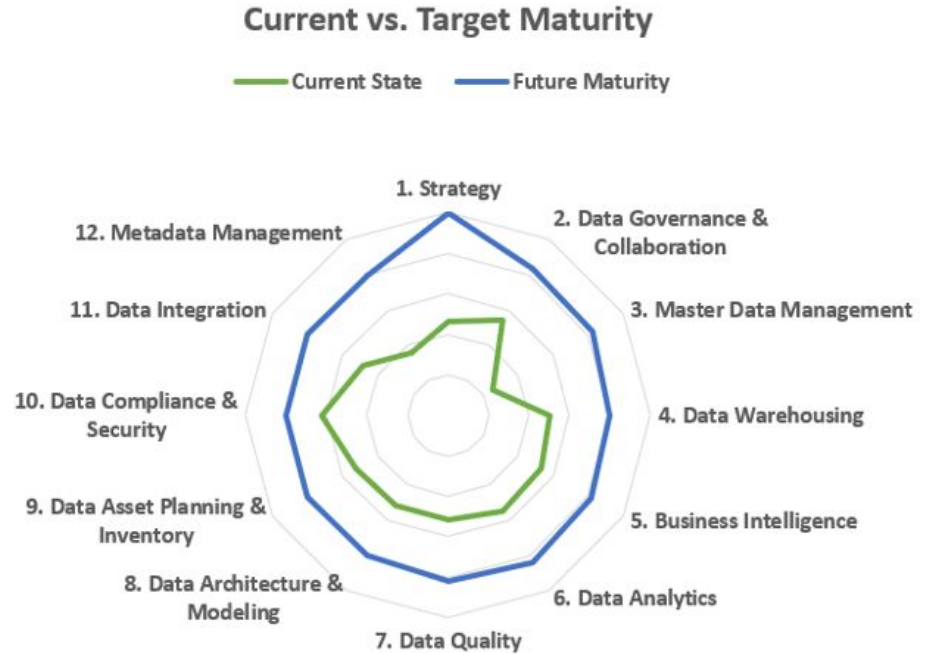 Current vs. Target Maturity
Current State
Future Maturity
1. Strategy
2. Data Governance &
Collaboration
3. Master Data Management
4. Data Warehousing
5. Business Intelligence
6. Data Analytics
7. Data Quality
8. Data Architecture &
Modeling
9. Data Asset Planning &
Inventory
10. Data Compliance &
Security
11. Data Integration
12. Metadata Management